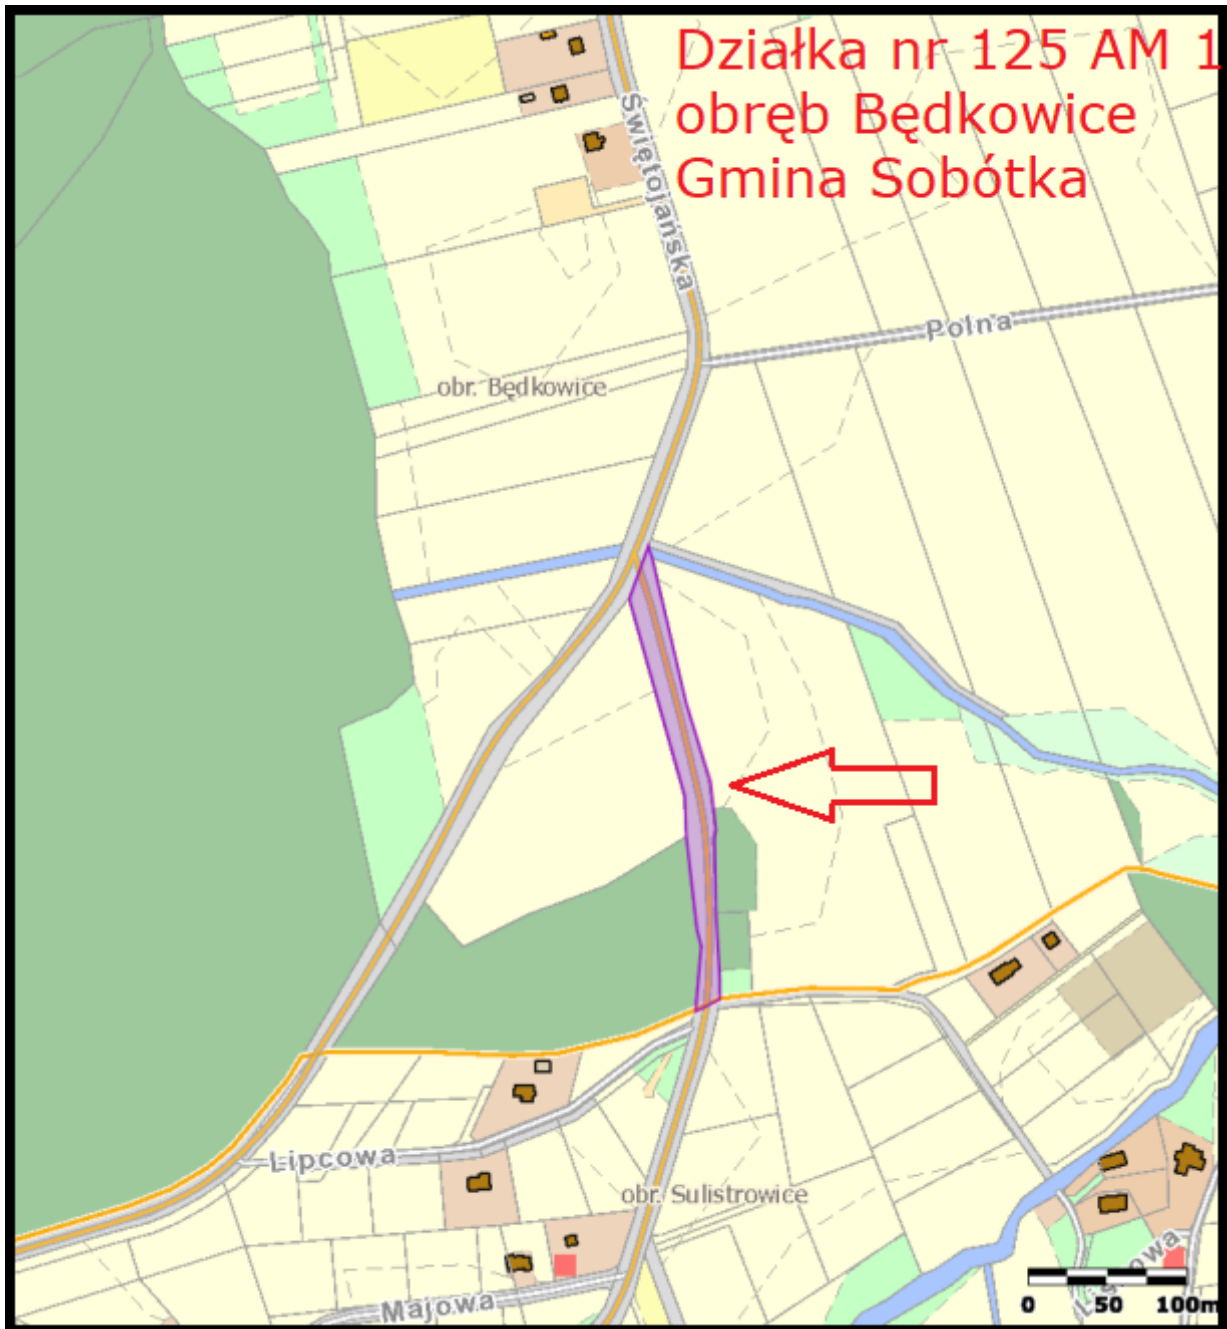 Działka nr 125 AM 1
obręb Będkowice
Gmina Sobótka
Świętojańska
Polna
obr. Będkowice
Lipcowa
obr. Sulistrowice
Majowa
0 50 100m